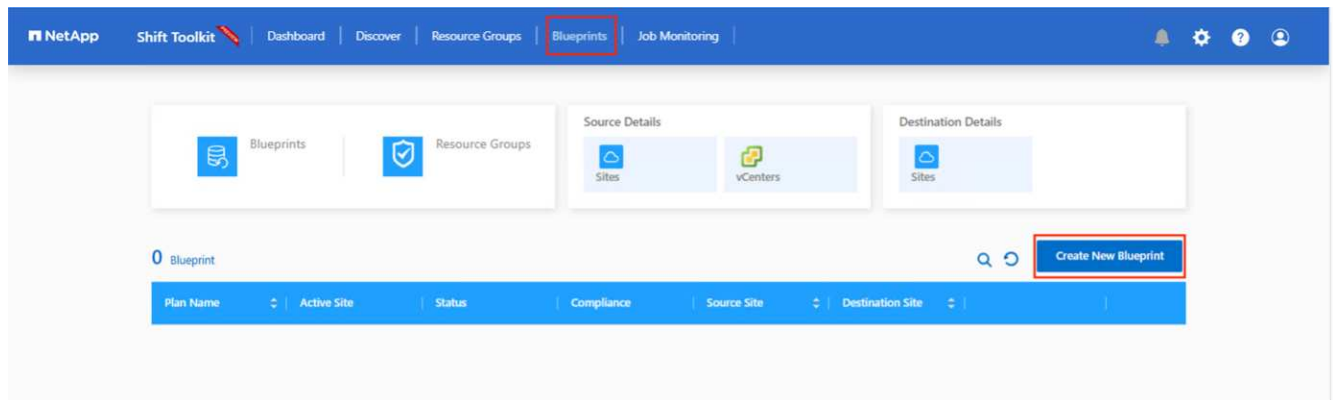 NetApp Shift Toolkit Dashboard Discover Resource Groups Blueprints Job Monitoring
Blueprints Resource Groups
Source Details
Sites vCenters
Destination Details
Sites
0 Blueprint Create New Blueprint
Plan Name Active Site Status Compliance Source Site Destination Site